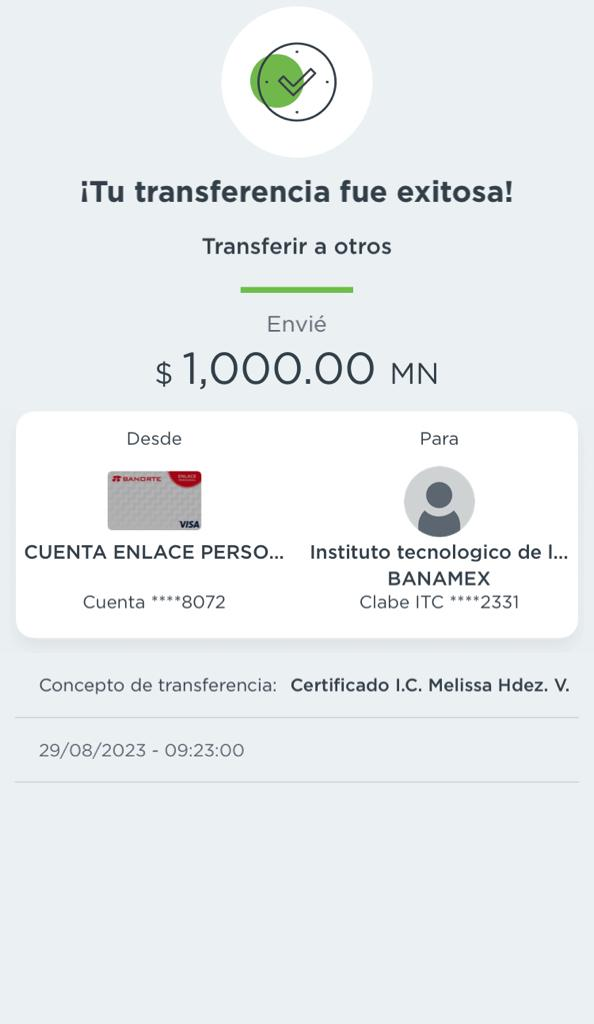 ¡Tu transferencia fue exitosa!
Transferir a otros
Envié
$ 1,000.00 MN
Desde
BANORTE
ENLACE
VISA
CUENTA ENLACE PERSO...
Cuenta ****8072
Para
Instituto tecnologico de l...
BANAMEX
Clabe ITC ****2331
Concepto de transferencia: Certificado I.C. Melissa Hdez. V.
29/08/2023 - 09:23:00